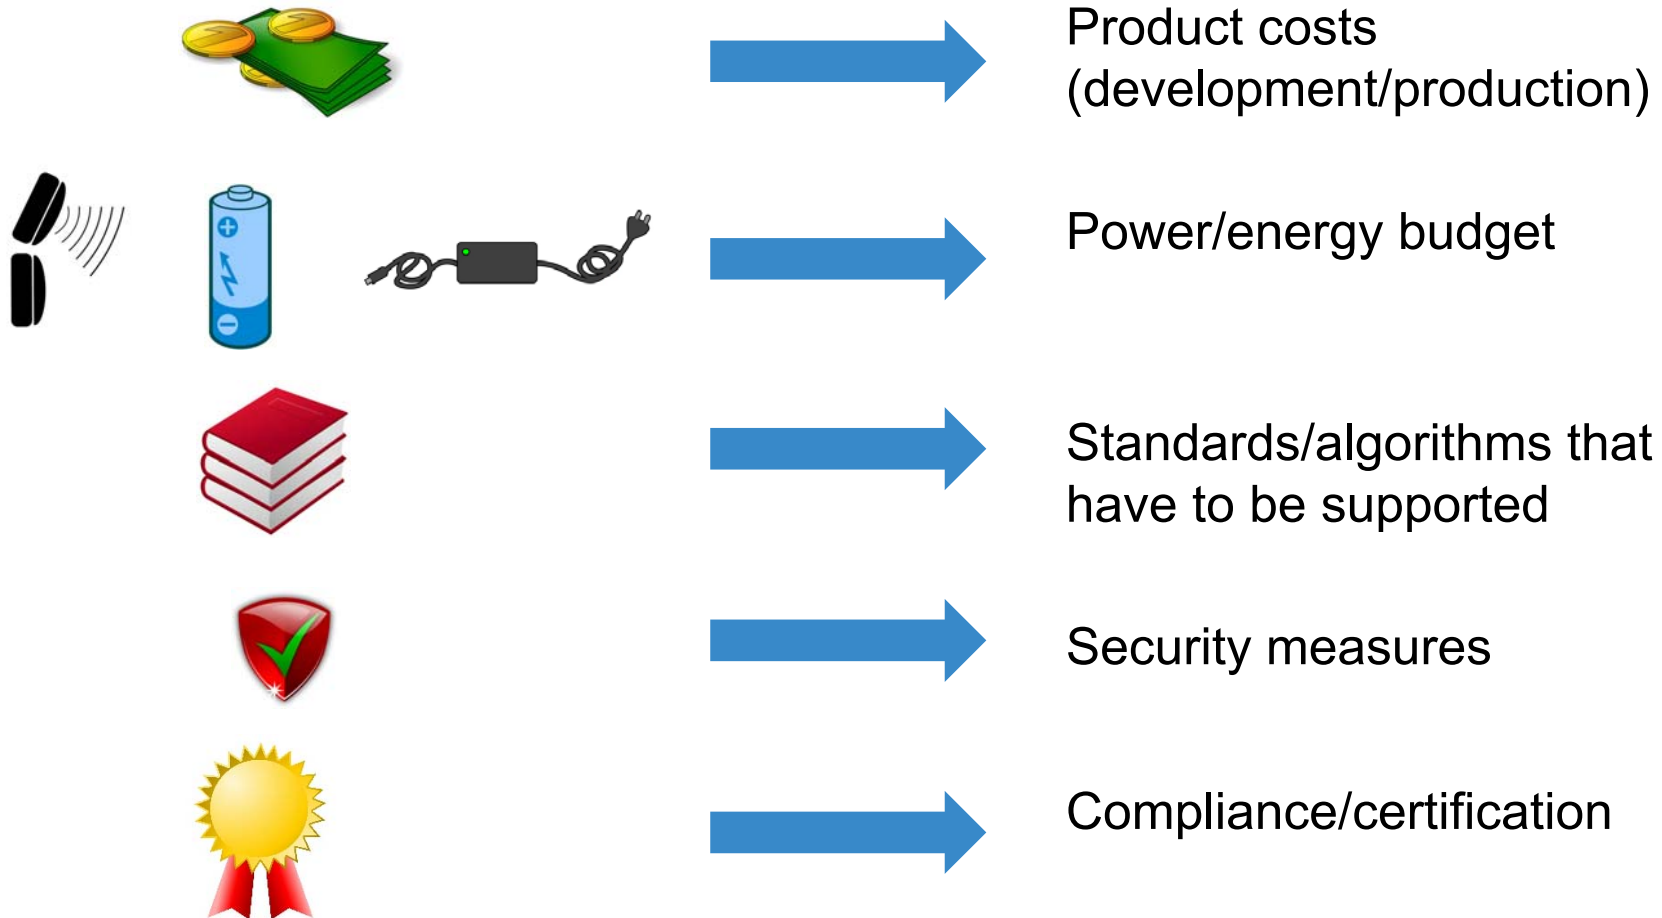 Product costs
(development/production)
Power/energy budget
Standards/algorithms that
have to be supported
Security measures
Compliance/certification